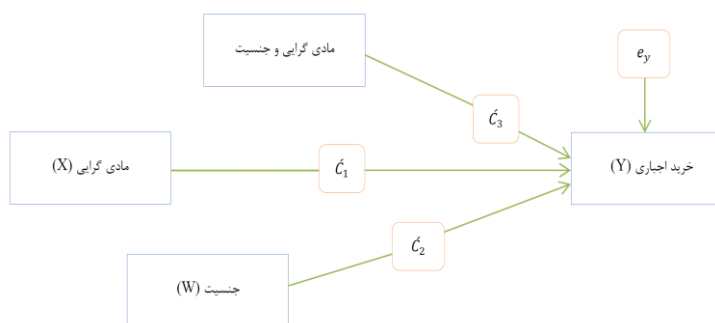 مادی گرایی و جنسیت
e_y
Ć_3
مادی گرایی (X)
Ć_1
خرید اجباری (Y)
Ć_2
جنسیت (W)